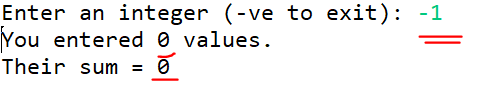 Enter an integer (-ve to exit): -1
You entered 0 values.
Their sum = 0